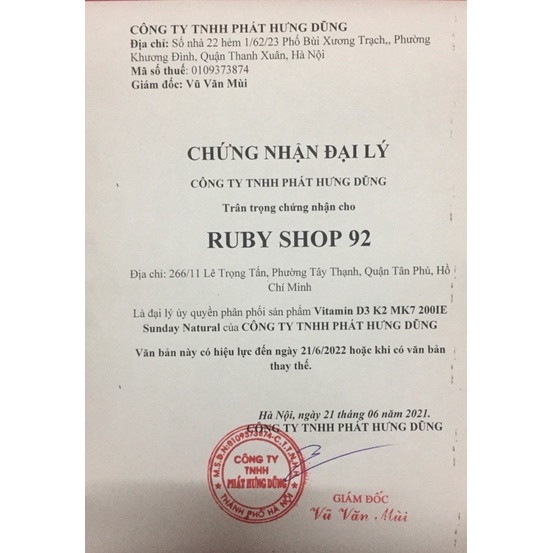 CÔNG TY TNHH PHÁT HƯNG DŨNG
Địa chỉ: Số nhà 22 hẻm 1/62/23 Phố Bùi Xương Trạch,, Phường
Khương Đình, Quận Thanh Xuân, Hà Nội
Mã số thuế: 0109373874
Giám đốc: Vũ Văn Mùi
CHỨNG NHẬN ĐẠI LÝ
CÔNG TY TNHH PHÁT HƯNG DŨNG
Trân trọng chứng nhận cho
RUBY SHOP 92
Địa chỉ: 266/11 Lê Trọng Tấn, Phường Tây Thạnh, Quận Tân Phú, Hồ
Chí Minh
Là đại lý ủy quyền phân phối sản phẩm Vitamin D3 K2 MK7 200IE
Sunday Natural của CÔNG TY TNHH PHÁT HƯNG DŨNG
Văn bản này có hiệu lực đến ngày 21/6/2022 hoặc khi có văn bản
thay thế.
Hà Nội, ngày 21 tháng 06 năm 2021.
CÔNG TY TNHH PHÁT HƯNG DŨNG
M.S.D.N:0109373874-C.T.T.N.H.H
CÔNG TY
TNHH
PHÁT HƯNG DŨNG
THÀNH PHỐ HÀ NỘI
GIÁM ĐỐC
Vũ Văn Mùi